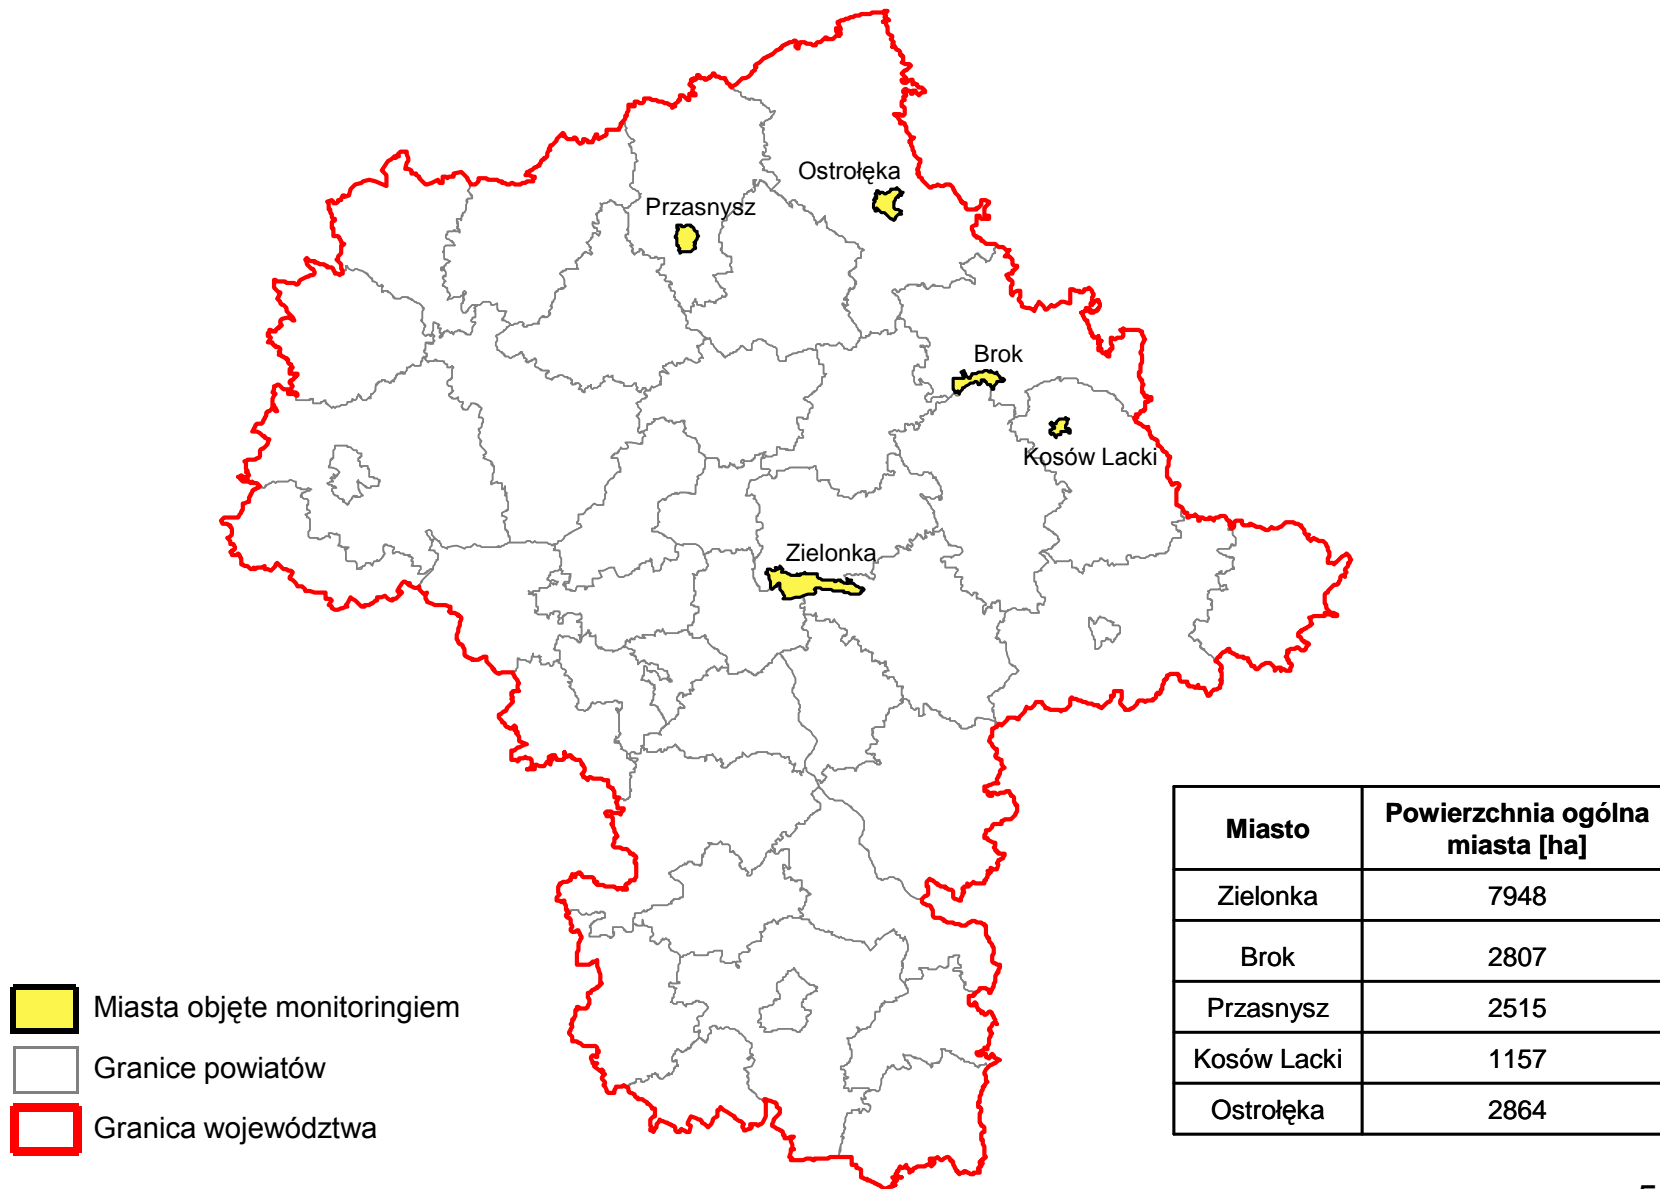 Ostrołęka
Przasnysz
Brok
Kosów Lacki
Zielonka
Miasto
Powierzchnia ogólna
miasta [ha]
Zielonka 7948
Brok 2807
Przasnysz 2515
Kosów Lacki 1157
Ostrołęka 2864
Miasta objęte monitoringiem
Granice powiatów
Granica województwa